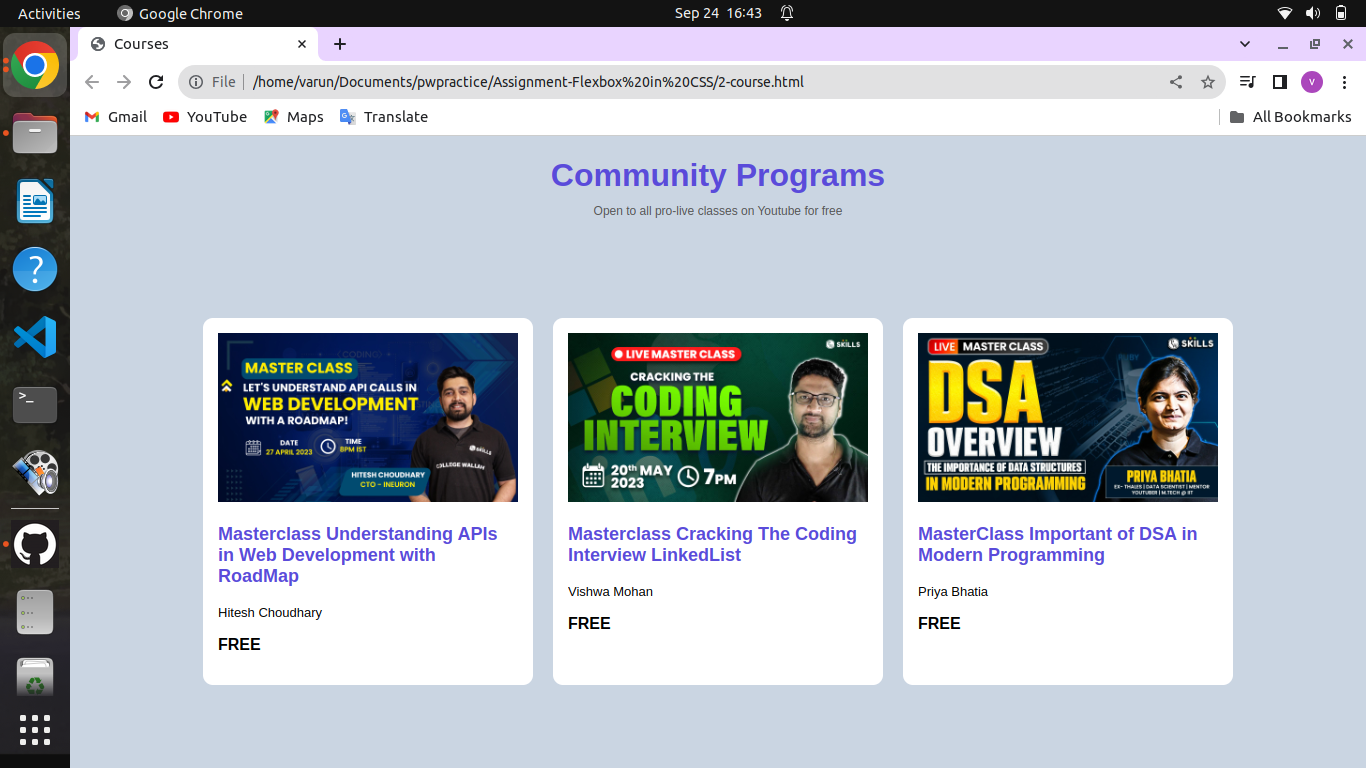 Activities
Google Chrome
Sep 24 16:43
Courses
File
/home/varun/Documents/pwpractice/Assignment-Flexbox%20in%20CSS/2-course.html
V
Gmail
YouTube
Maps
Translate
All Bookmarks
Community Programs
Open to all pro-live classes on Youtube for free
MASTER CLASS
LET'S UNDERSTAND API CALLS IN
WEB DEVELOPMENT
WITH A ROADMAP!
DATE
27 APRIL 2023
TIME
8PM IST
SKILLS
COLLEGE WALLAH
HITESH CHOUDHARY
CTO - INEURON
Masterclass Understanding APIs
in Web Development with
RoadMap
Hitesh Choudhary
FREE
LIVE MASTER CLASS
SKILLS
CRACKING THE
CODING
INTERVIEW
20th MAY
2023
7PM
Masterclass Cracking The Coding
Interview LinkedList
Vishwa Mohan
FREE
LIVE MASTER CLASS
SKILLS
DSA
OVERVIEW
THE IMPORTANCE OF DATA STRUCTURES
IN MODERN PROGRAMMING
PRIYA BHATIA
EX- THALES | DATA SCIENTIST | MENTOR
YOUTUBER | M.TECH @ IIT
MasterClass Important of DSA in
Modern Programming
Priya Bhatia
FREE